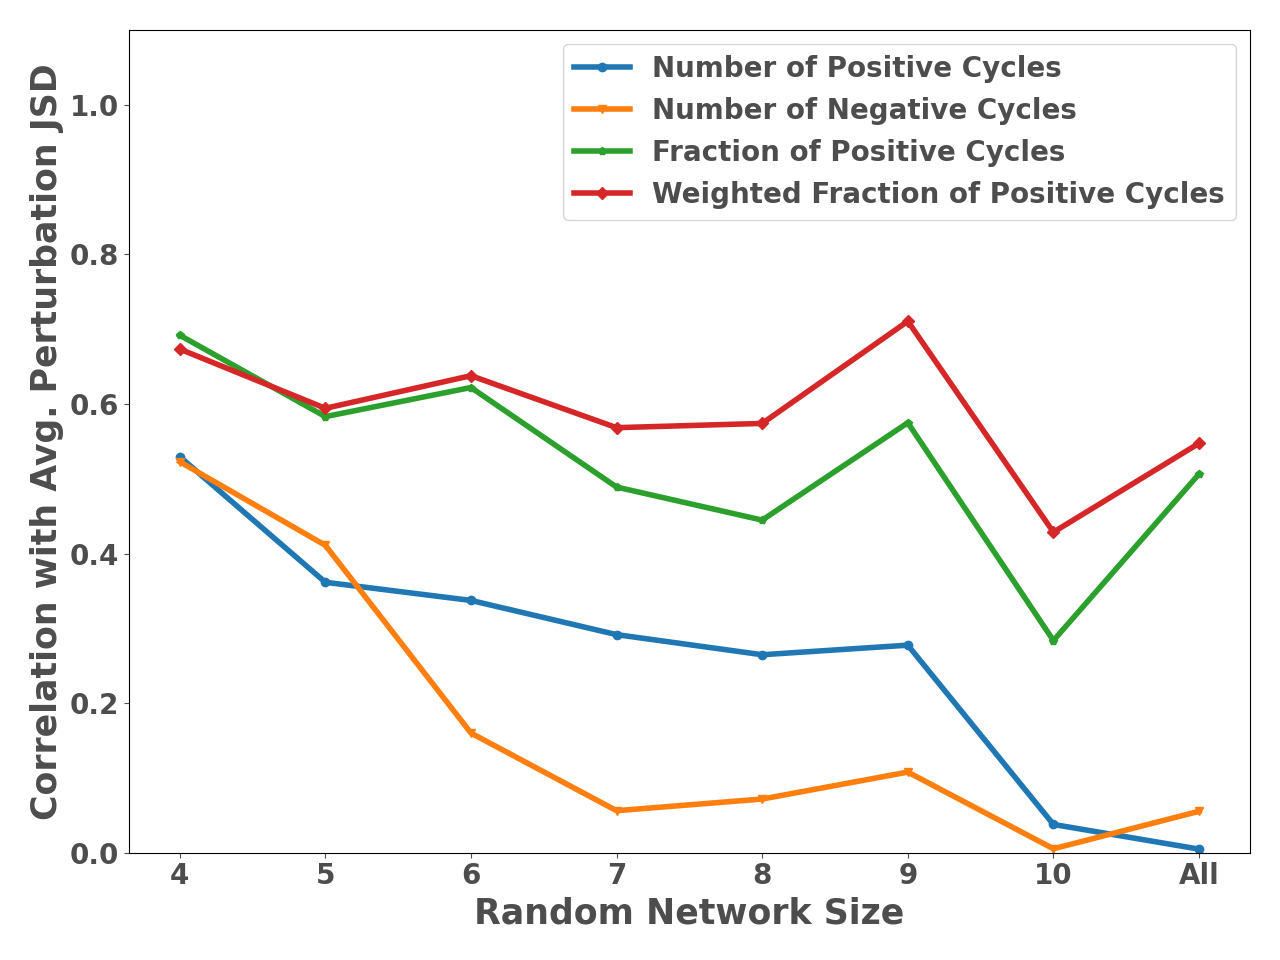 Number of Positive Cycles
Number of Negative Cycles
Fraction of Positive Cycles
Weighted Fraction of Positive Cycles
Correlation with Avg. Perturbation JSD
1.0
0.8
0.6
0.4
0.2
0.0
4 5 6 7 8 9 10 All
Random Network Size